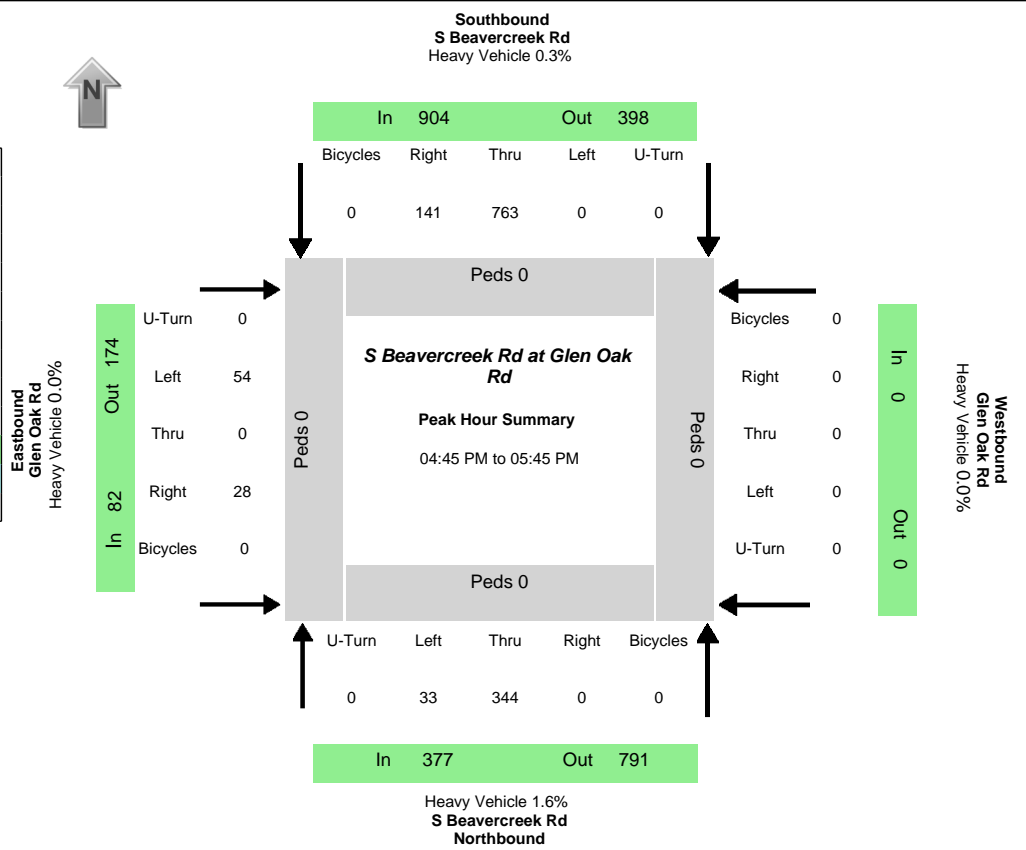 Southbound
S Beavercreek Rd
Heavy Vehicle 0.3%
N
In 904 Out 398
Bicycles Right Thru Left U-Turn
0 141 763 0 0
Peds 0
Eastbound
Glen Oak Rd
Heavy Vehicle 0.0%
In 82 Out 174
U-Turn 0
Left 54
Thru 0
Right 28
Bicycles 0
Peds 0
S Beavercreek Rd at Glen Oak
Rd
Peak Hour Summary
04:45 PM to 05:45 PM
Peds 0
Bicycles 0
Right 0
Thru 0
Left 0
U-Turn 0
In 0 Out 0
Westbound
Glen Oak Rd
Heavy Vehicle 0.0%
Peds 0
U-Turn Left Thru Right Bicycles
0 33 344 0 0
In 377 Out 791
Heavy Vehicle 1.6%
S Beavercreek Rd
Northbound